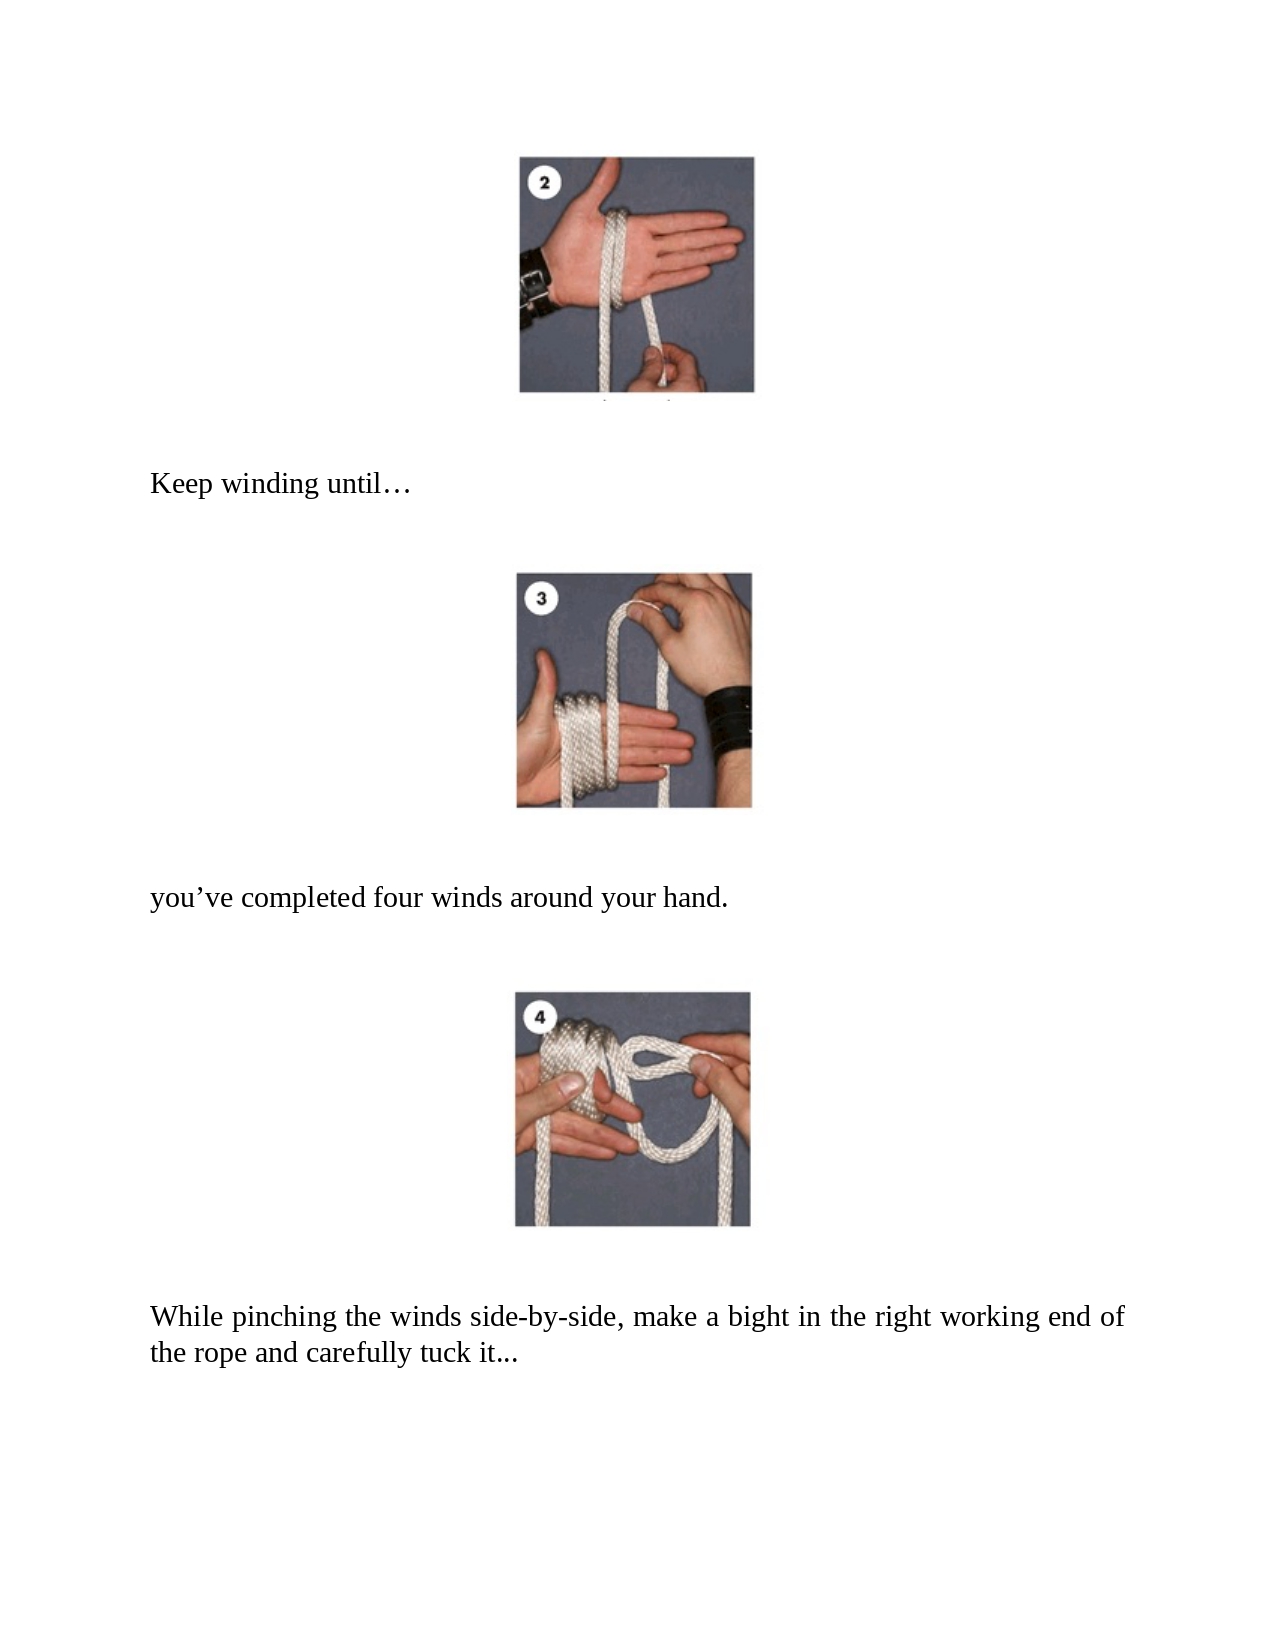 2
Keep winding until…
3
you’ve completed four winds around your hand.
4
While pinching the winds side-by-side, make a bight in the right working end of
the rope and carefully tuck it...